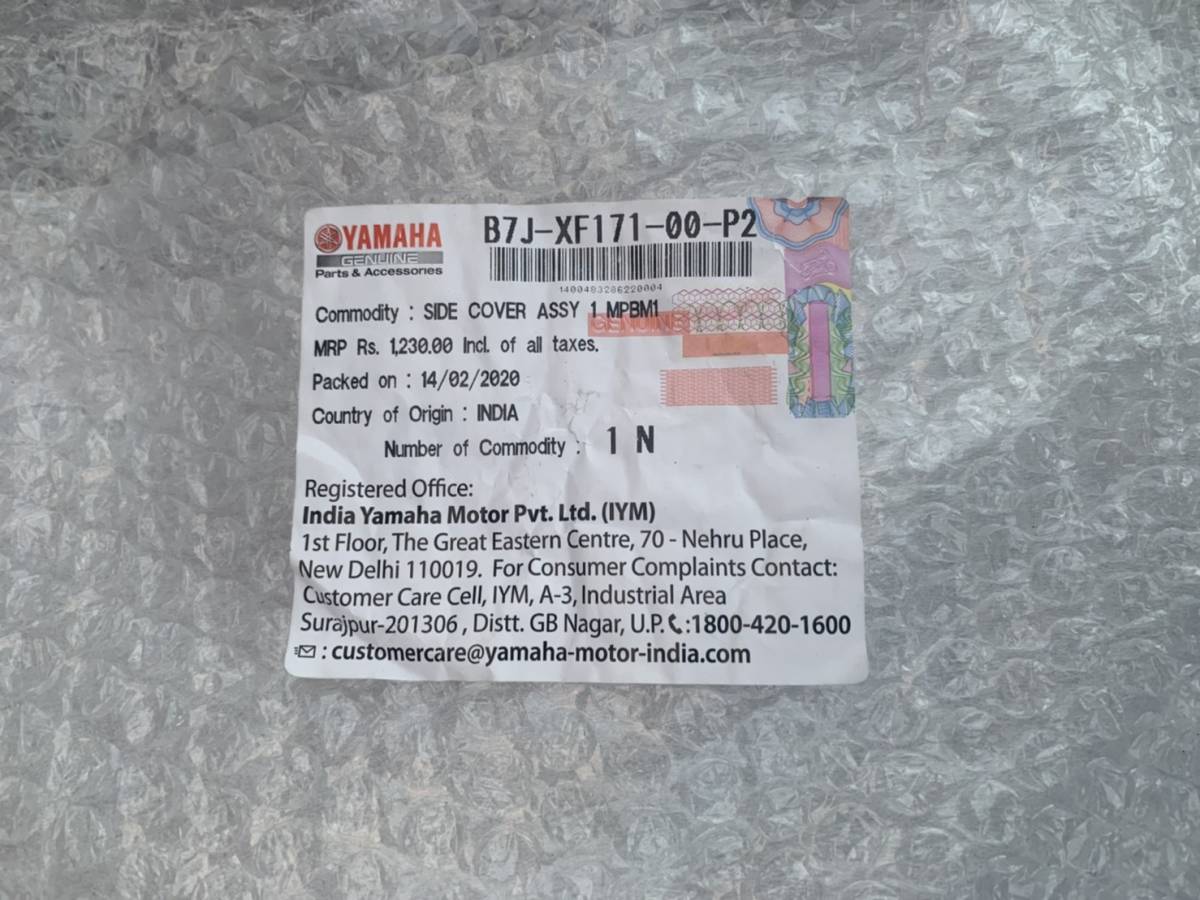 YAMAHA
GENUINE
Parts & Accessories
B7J-XF171-00-P2
1400483286220004
Commodity : SIDE COVER ASSY 1 MPBM1
GENUINE
MRP Rs. 1,230.00 Incl. of all taxes.
Packed on : 14/02/2020
Country of Origin : INDIA
Number of Commodity : 1 N
Registered Office:
India Yamaha Motor Pvt. Ltd. (IYM)
1st Floor, The Great Eastern Centre, 70 - Nehru Place,
New Delhi 110019. For Consumer Complaints Contact:
Customer Care Cell, IYM, A-3, Industrial Area
Surajpur-201306 , Distt. GB Nagar, U.P. :1800-420-1600
: customercare@yamaha-motor-india.com